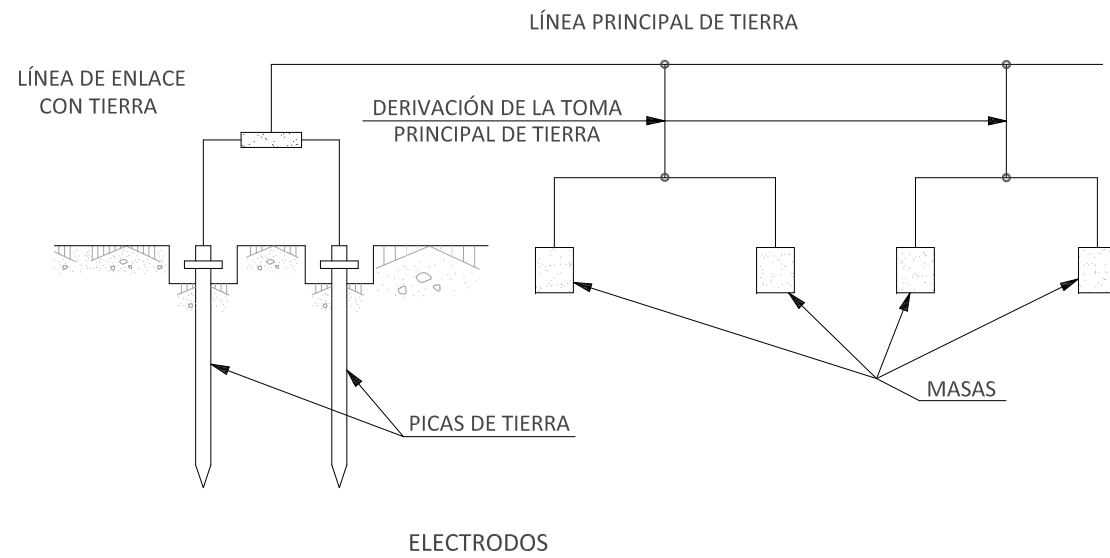 LÍNEA PRINCIPAL DE TIERRA
LÍNEA DE ENLACE
CON TIERRA
DERIVACIÓN DE LA TOMA
PRINCIPAL DE TIERRA
MASAS
PICAS DE TIERRA
ELECTRODOS